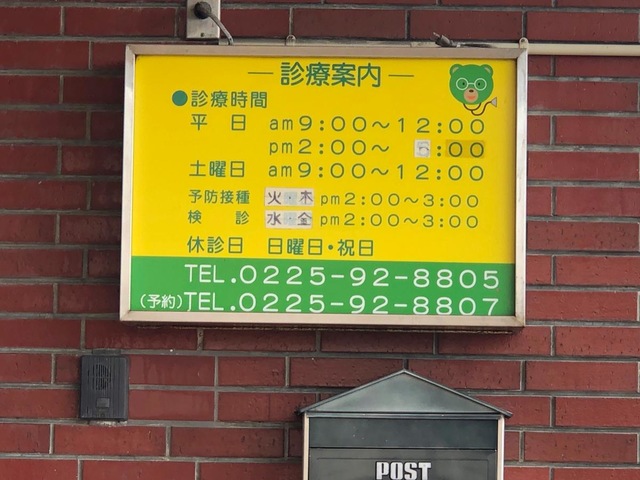 ― 診療案内 ―
●診療時間
平 日 am9:00～12:00
pm2:00～ :00
土曜日 am9:00～12:00
予防接種 火・木 pm2:00～3:00
検 診 水・金 pm2:00～3:00
休診日 日曜日・祝日
TEL.0225-92-8805
(予約)TEL.0225-92-8807
POST